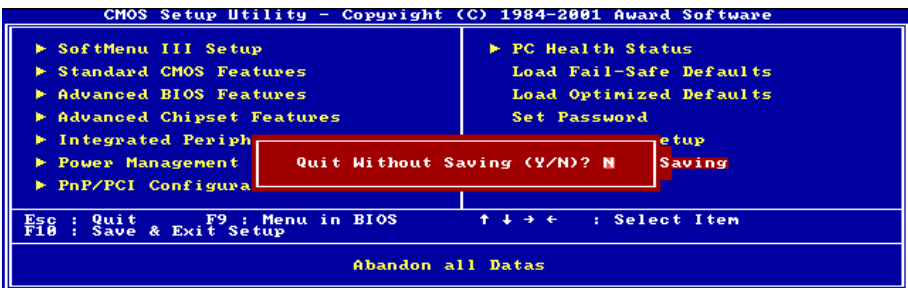 CMOS Setup Utility - Copyright (C) 1984-2001 Award Software
▶ SoftMenu III Setup
▶ Standard CMOS Features
▶ Advanced BIOS Features
▶ Advanced Chipset Features
▶ Integrated Periph
▶ Power Management
▶ PnP/PCI Configura
▶ PC Health Status
Load Fail-Safe Defaults
Load Optimized Defaults
Set Password
etup
Saving
Quit Without Saving (Y/N)? N
Esc : Quit F9 : Menu in BIOS ↑ ↓ → ← : Select Item
F10 : Save & Exit Setup
Abandon all Datas